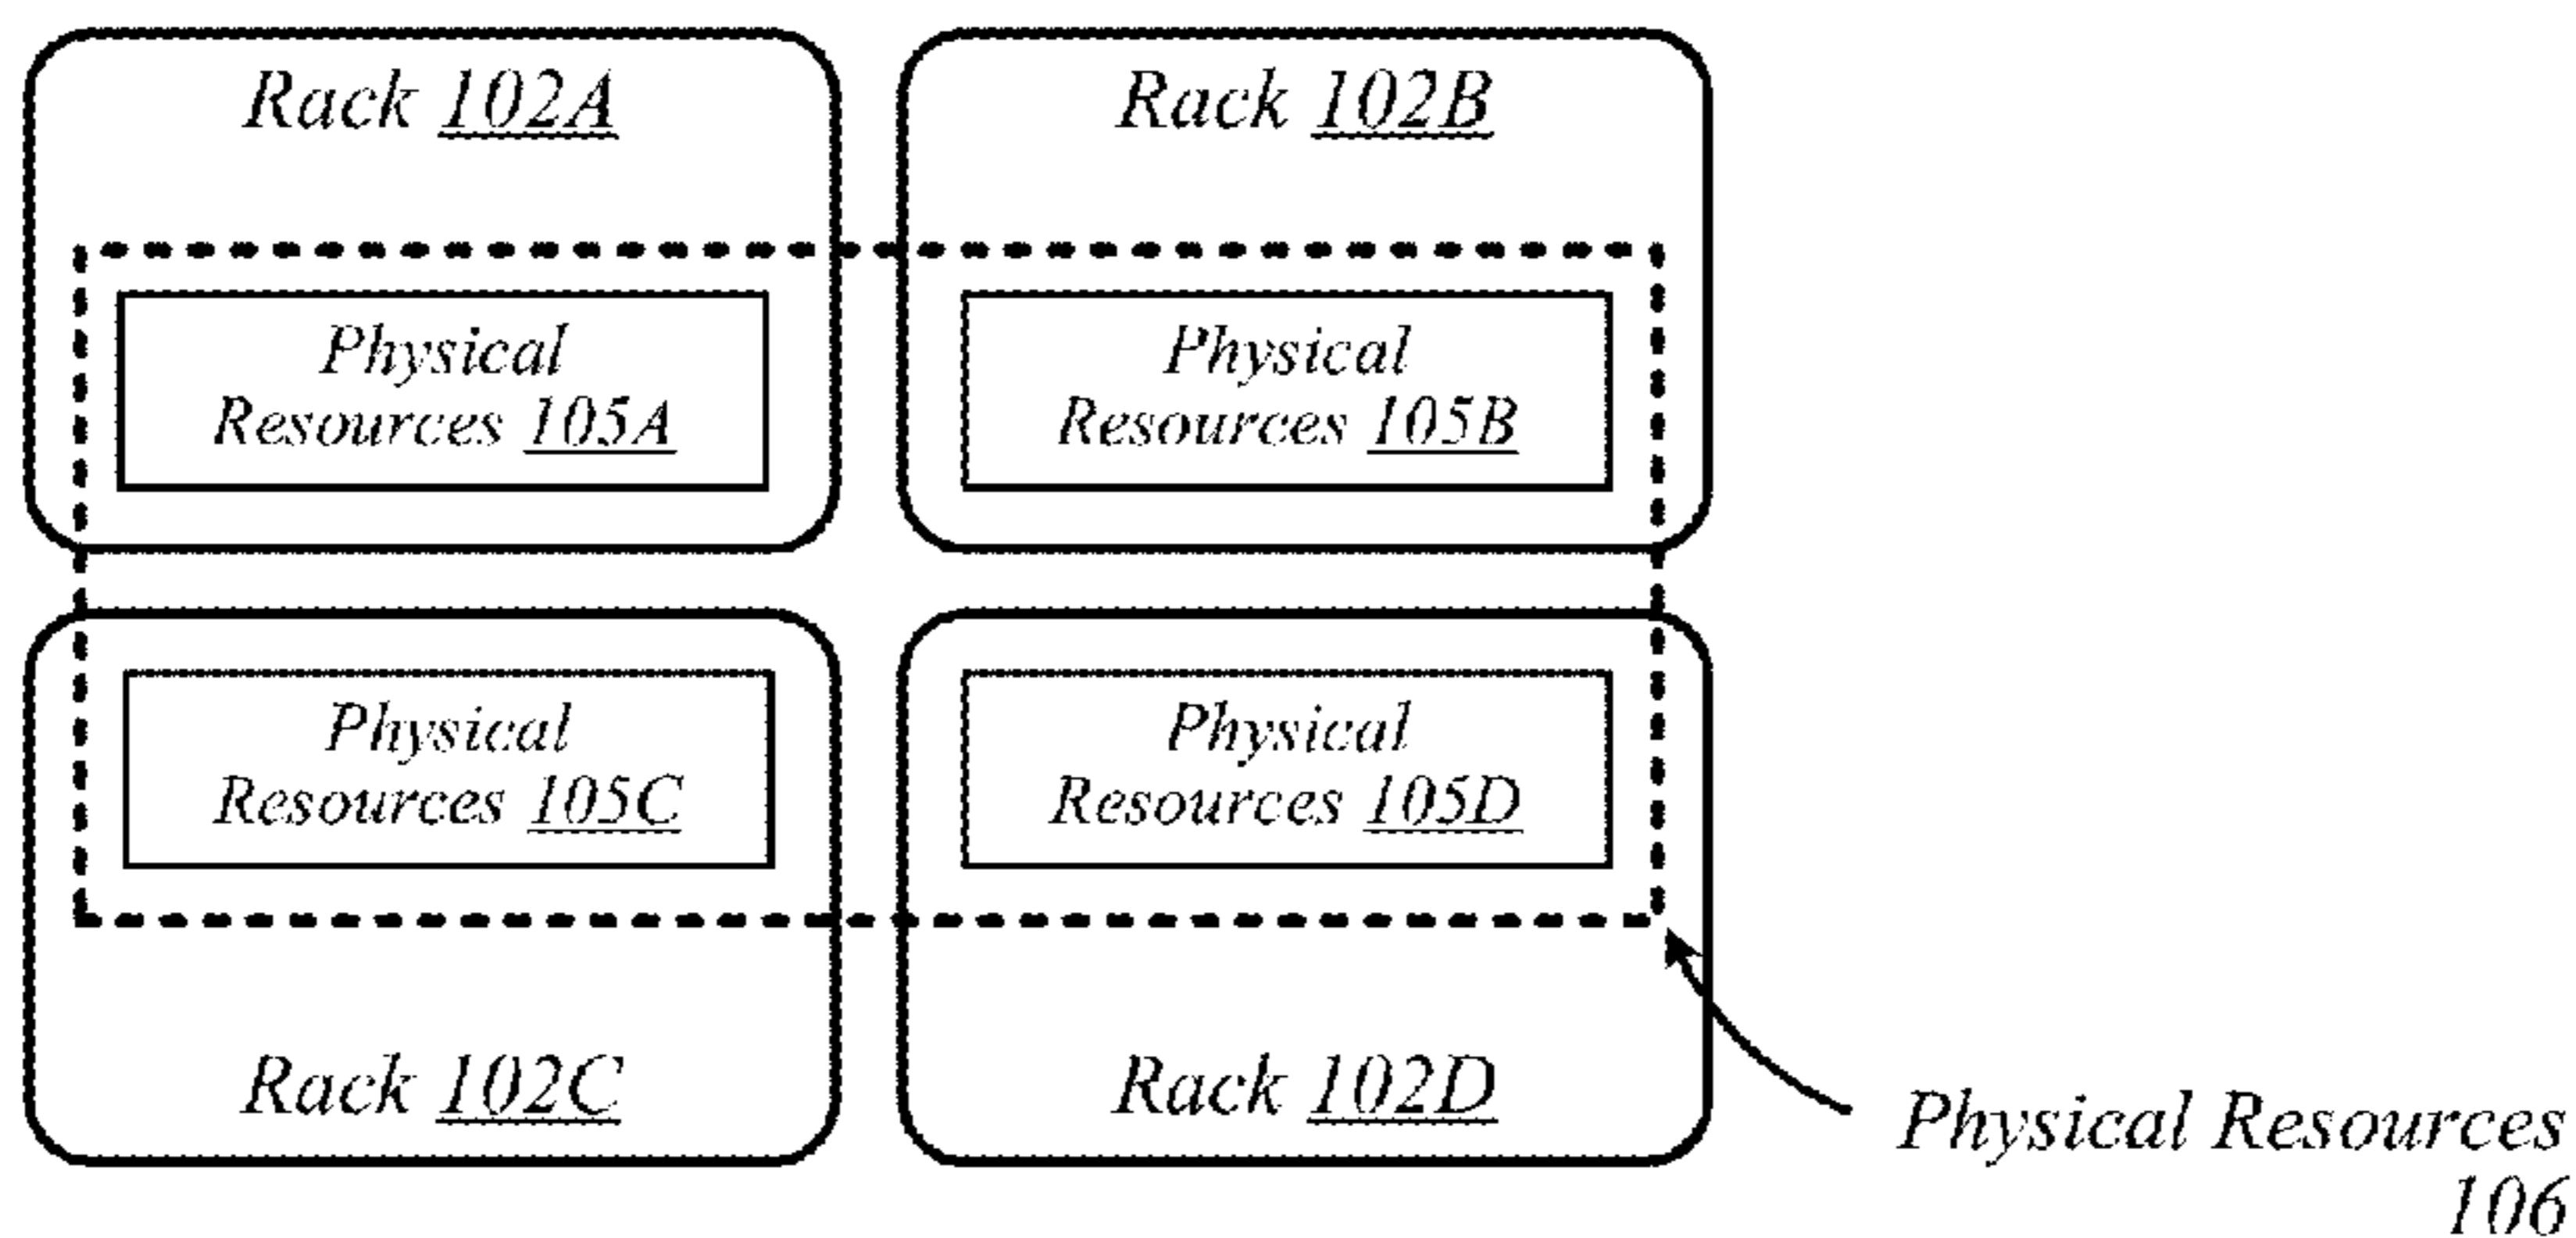 Rack 102A
Rack 102B
Physical
Resources 105A
Physical
Resources 105B
Physical
Resources 105C
Physical
Resources 105D
Rack 102C
Rack 102D
Physical Resources
106